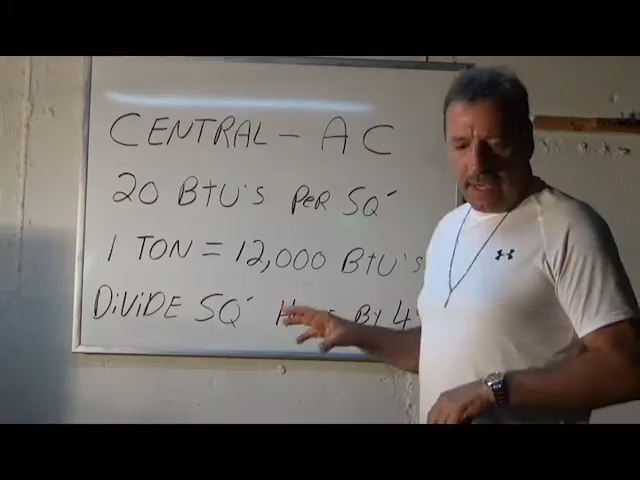 CENTRAL - AC
20 BTU'S PER SQ'
1 TON = 12,000 BTU'S
DIVIDE SQ' BY 4